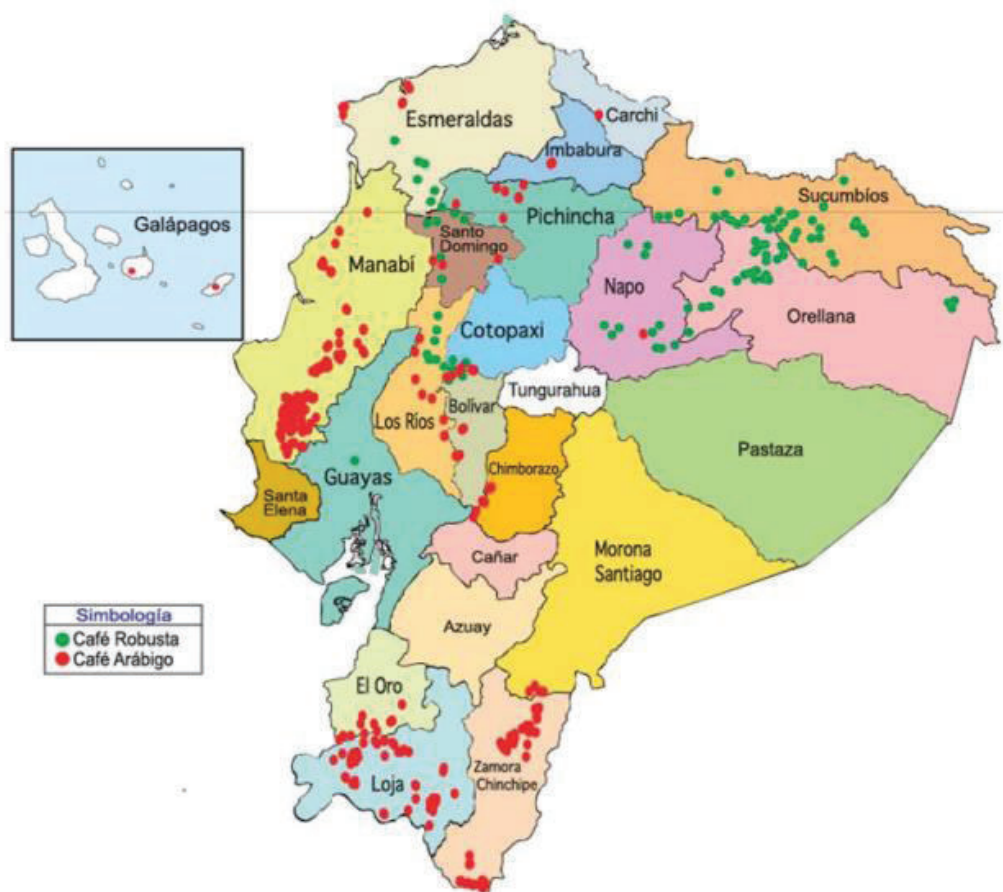 Esmeraldas
Carchi
Imbabura
Sucumbíos
Galápagos
Pichincha
Santo
Domingo
Manabí
Napo
Orellana
Cotopaxi
Tungurahua
Los Ríos
Bolívar
Pastaza
Chimborazo
Guayas
Santa
Elena
Morona
Santiago
Cañar
Azuay
Simbología
Café Robusta
Café Arábigo
El Oro
Loja
Zamora
Chinchipe